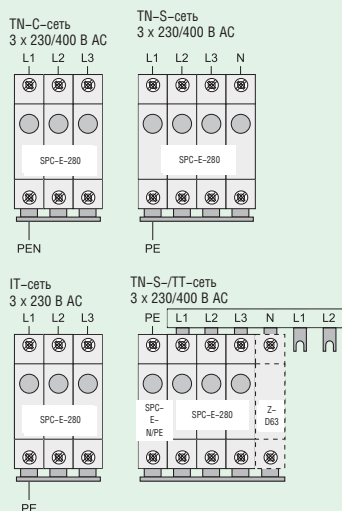 TN-C-сеть
3 x 230/400 В AC
L1 L2 L3
SPC-E-280
PEN
TN-S-сеть
3 x 230/400 В AC
L1 L2 L3 N
SPC-E-280
PE
IT-сеть
3 x 230 В AC
L1 L2 L3
SPC-E-280
PE
TN-S-/TT-сеть
3 x 230/400 В AC
PE L1 L2 L3 N L1 L2
SPC-
E-
N/PE
SPC-E-280
Z-
D63